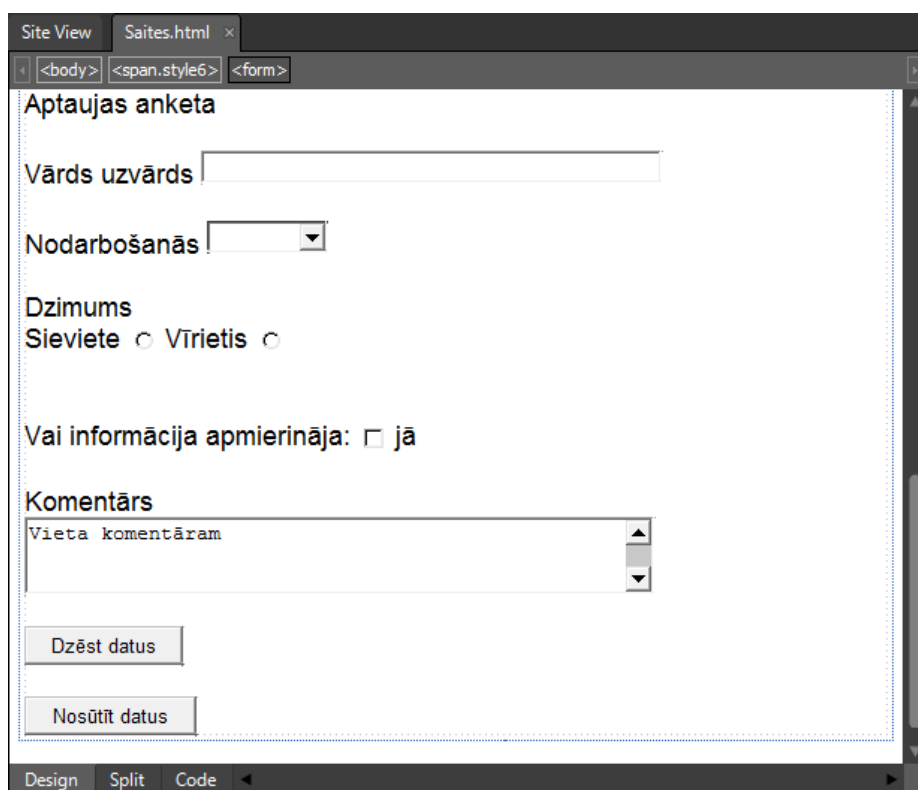 Site View Saites.html ×
<body> <span.style6> <form>
Aptaujas anketa
Vārds uzvārds
Nodarbošanās
Dzimums
Sieviete Vīrietis
Vai informācija apmierināja: jā
Komentārs
Vieta komentāram
Dzēst datus
Nosūtīt datus
Design Split Code